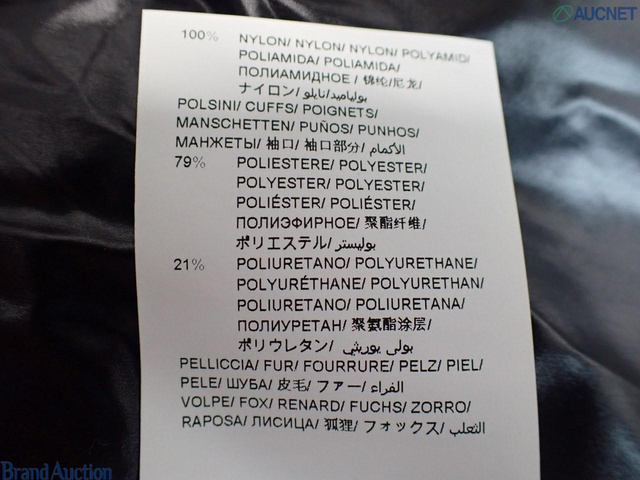 AUCNET
100% NYLON/ NYLON/ NYLON/ POLYAMID/
POLIAMIDA/ POLIAMIDA/
ПОЛИАМИДНОЕ / 锦纶/尼龙/
ナイロン/ بولياميد/نايلو/
POLSINI/ CUFFS/ POIGNETS/
MANSCHETTEN/ PUÑOS/ PUNHOS/
МАНЖЕТЫ/ 袖口/ 袖口部分/ الأكمام/
79% POLIESTERE/ POLYESTER/
POLYESTER/ POLYESTER/
POLIÉSTER/ POLIÉSTER/
ПОЛИЭФИРНОЕ/ 聚酯纤维/
ポリエステル/ بوليستر/
21% POLIURETANO/ POLYURETHANE/
POLYURÉTHANE/ POLYURETHAN/
POLIURETANO/ POLIURETANA/
ПОЛИУРЕТАН/ 聚氨酯涂层/
ポリウレタン/ بولى يوريثي/
PELLICCIA/ FUR/ FOURRURE/ PELZ/ PIEL/
PELE/ ШУБА/ 皮毛/ ファー/ الفراء/
VOLPE/ FOX/ RENARD/ FUCHS/ ZORRO/
RAPOSA/ ЛИСИЦА/ 狐狸/ フォックス/ الثعلب/
Brand Auction